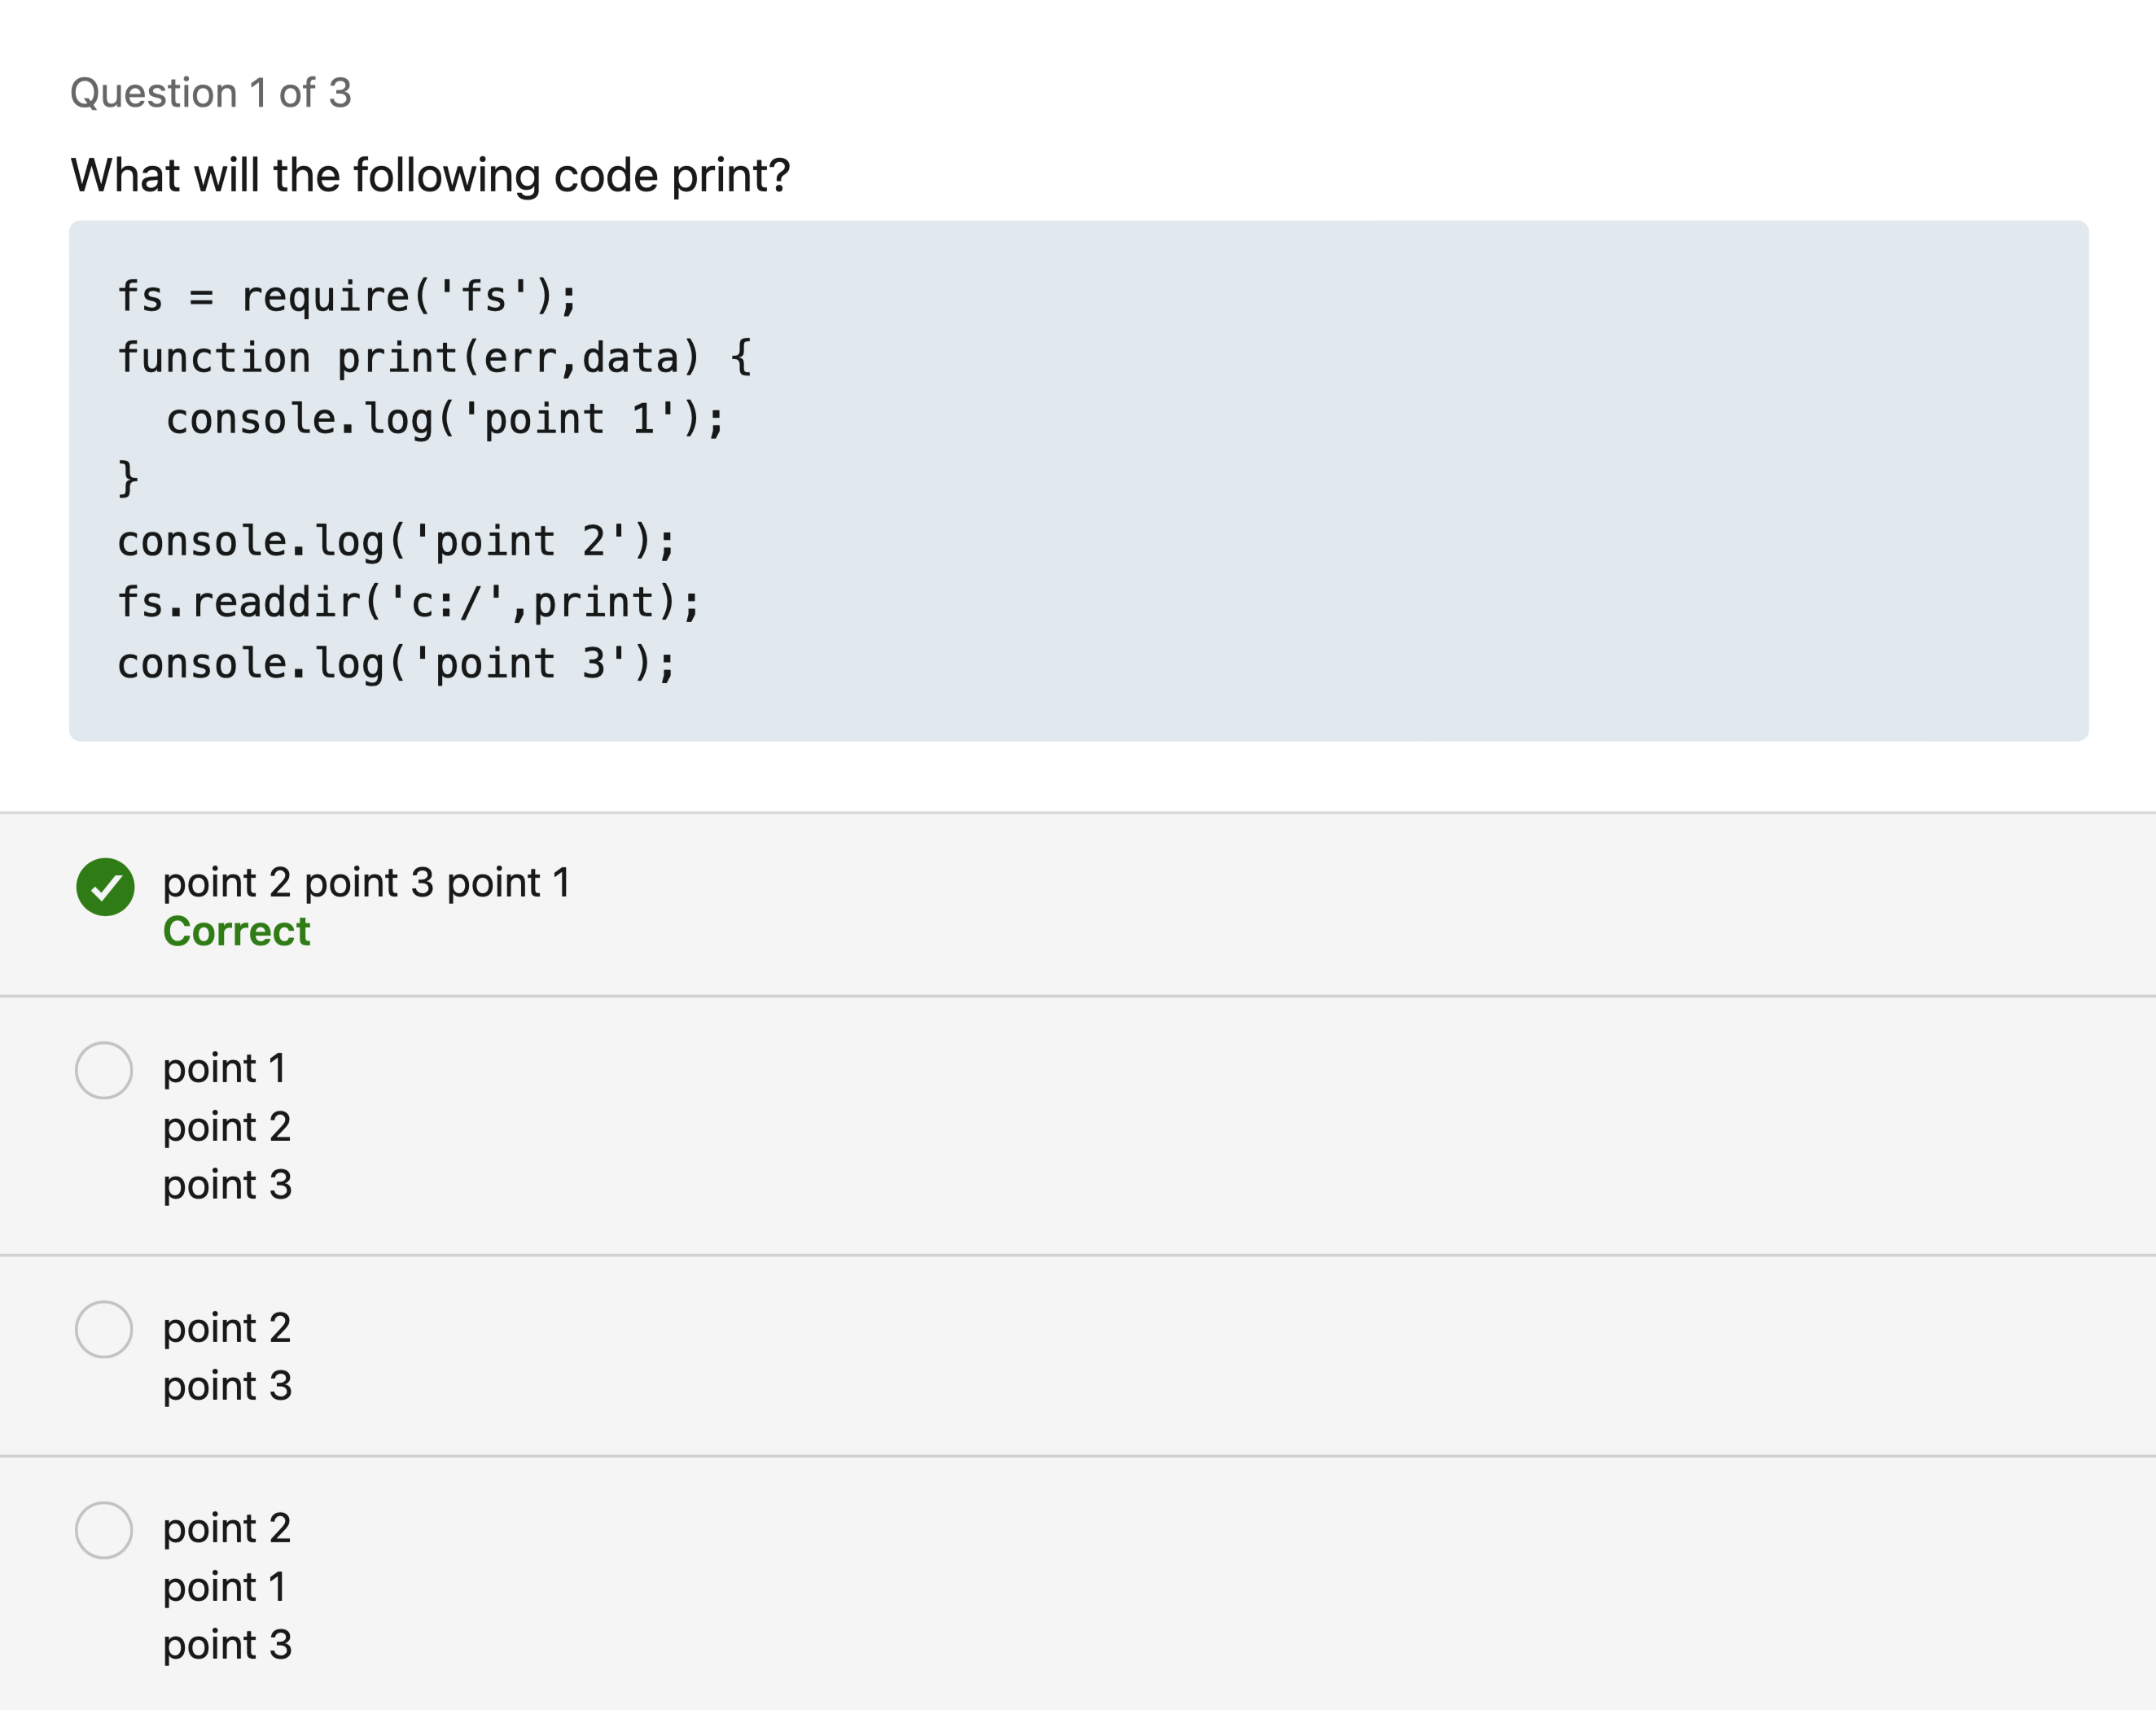 Question 1 of 3
What will the following code print?
fs = require('fs');
function print(err,data) {
  console.log('point 1');
}
console.log('point 2');
fs.readdir('c:/',print);
console.log('point 3');
point 2 point 3 point 1
Correct
point 1
point 2
point 3
point 2
point 3
point 2
point 1
point 3